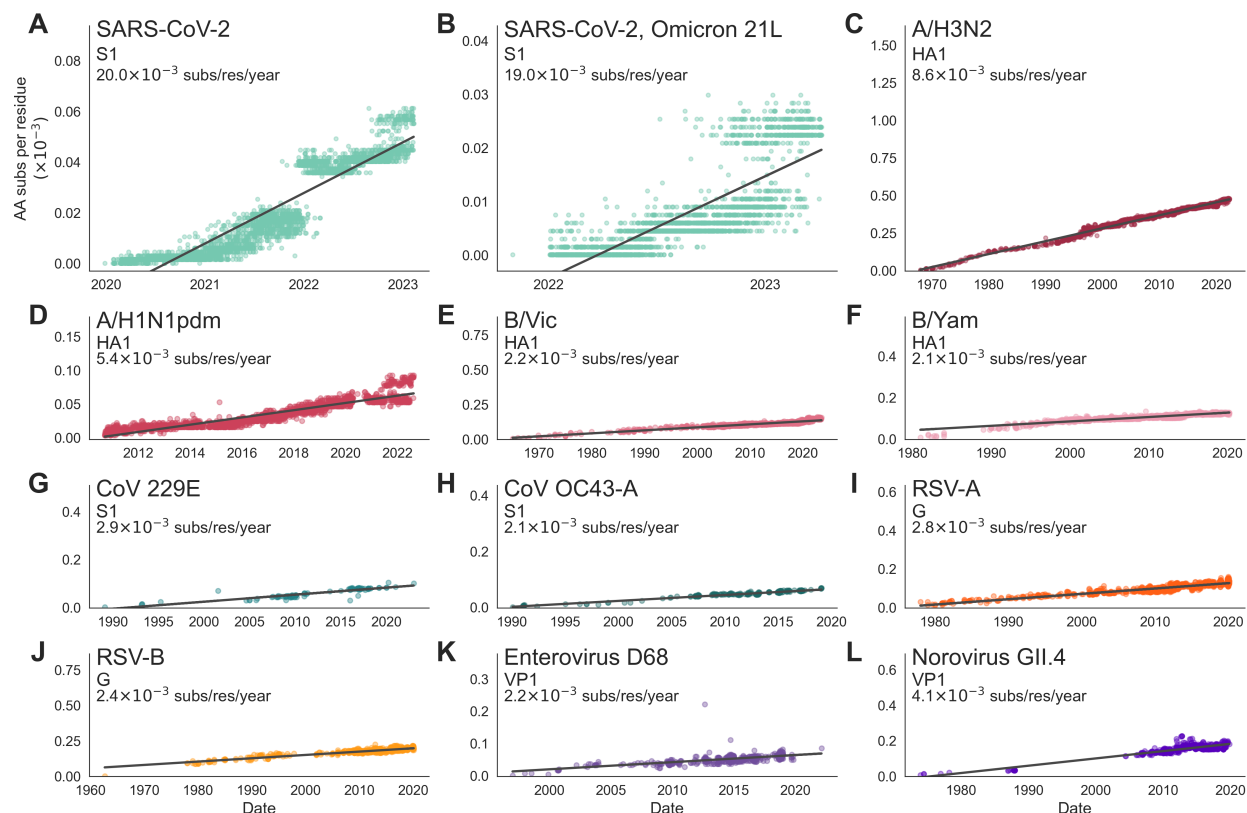 A
SARS-CoV-2
S1
20.0×10⁻³ subs/res/year
AA subs per residue
(×10⁻³)
0.08
0.06
0.04
0.02
0.00
2020 2021 2022 2023
B
SARS-CoV-2, Omicron 21L
S1
19.0×10⁻³ subs/res/year
0.04
0.03
0.02
0.01
0.00
2022 2023
C
A/H3N2
HA1
8.6×10⁻³ subs/res/year
1.50
1.25
1.00
0.75
0.50
0.25
0.00
1970 1980 1990 2000 2010 2020
D
A/H1N1pdm
HA1
5.4×10⁻³ subs/res/year
0.15
0.10
0.05
0.00
2012 2014 2016 2018 2020 2022
E
B/Vic
HA1
2.2×10⁻³ subs/res/year
0.75
0.50
0.25
0.00
1970 1980 1990 2000 2010 2020
F
B/Yam
HA1
2.1×10⁻³ subs/res/year
0.4
0.2
0.0
1980 1990 2000 2010 2020
G
CoV 229E
S1
2.9×10⁻³ subs/res/year
0.4
0.2
0.0
1990 1995 2000 2005 2010 2015 2020
H
CoV OC43-A
S1
2.1×10⁻³ subs/res/year
0.4
0.2
0.0
1990 1995 2000 2005 2010 2015 2020
I
RSV-A
G
2.8×10⁻³ subs/res/year
0.6
0.4
0.2
0.0
1980 1990 2000 2010 2020
J
RSV-B
G
2.4×10⁻³ subs/res/year
0.75
0.50
0.25
0.00
1960 1970 1980 1990 2000 2010 2020
Date
K
Enterovirus D68
VP1
2.2×10⁻³ subs/res/year
0.3
0.2
0.1
0.0
2000 2005 2010 2015 2020
Date
L
Norovirus GII.4
VP1
4.1×10⁻³ subs/res/year
0.6
0.4
0.2
0.0
1980 1990 2000 2010 2020
Date